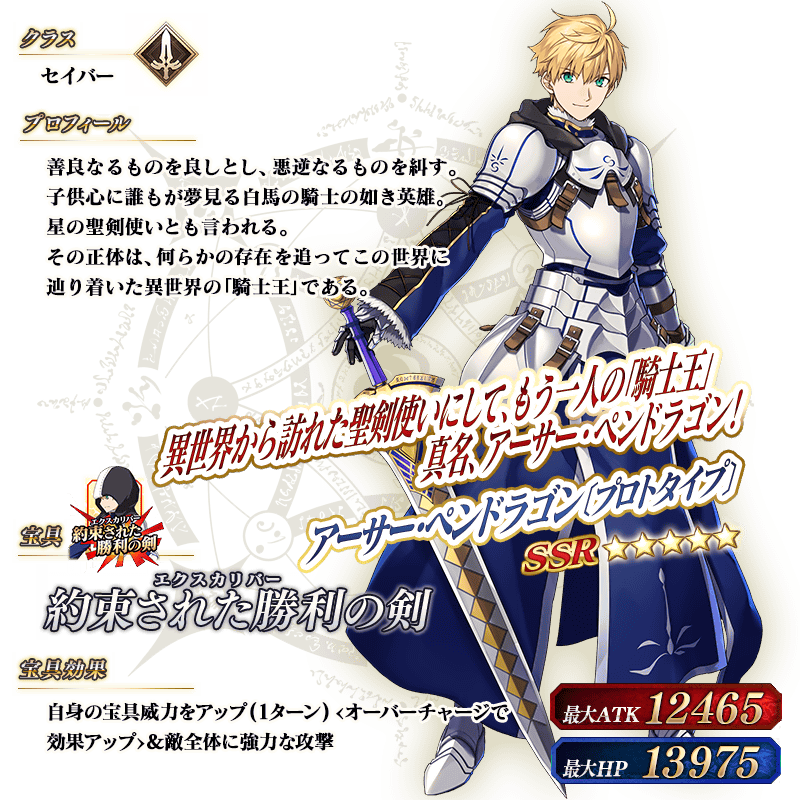 クラス
セイバー
プロフィール
善良なるものを良しとし、悪逆なるものを糾す。
子供心に誰もが夢見る白馬の騎士の如き英雄。
星の聖剣使いとも言われる。
その正体は、何らかの存在を追ってこの世界に
辿り着いた異世界の「騎士王」である。
異世界から訪れた聖剣使いにして、もう一人の「騎士王」
真名、アーサー・ペンドラゴン!
アーサー・ペンドラゴン〔プロトタイプ〕
SSR
宝具
エクスカリバー
約束された
勝利の剣
エクスカリバー
約束された勝利の剣
宝具効果
自身の宝具威力をアップ(1ターン)<オーバーチャージで
効果アップ>&敵全体に強力な攻撃
最大ATK 12465
最大HP 13975